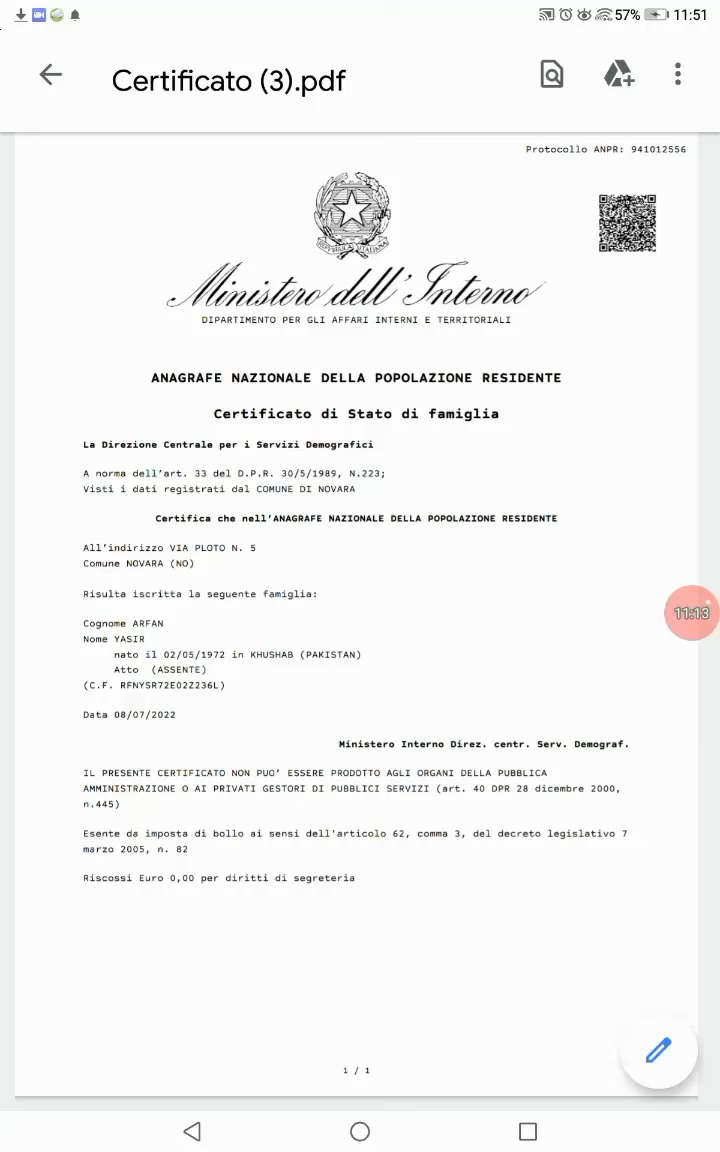 57% 11:51
Certificato (3).pdf
Protocollo ANPR: 941012556
REPVBBLICA ITALIANA
Ministero dell'Interno
DIPARTIMENTO PER GLI AFFARI INTERNI E TERRITORIALI
ANAGRAFE NAZIONALE DELLA POPOLAZIONE RESIDENTE
Certificato di Stato di famiglia
La Direzione Centrale per i Servizi Demografici
A norma dell'art. 33 del D.P.R. 30/5/1989, N.223;
Visti i dati registrati dal COMUNE DI NOVARA
Certifica che nell'ANAGRAFE NAZIONALE DELLA POPOLAZIONE RESIDENTE
All'indirizzo VIA PLOTO N. 5
Comune NOVARA (NO)
Risulta iscritta la seguente famiglia:
Cognome ARFAN
Nome YASIR
nato il 02/05/1972 in KHUSHAB (PAKISTAN)
Atto (ASSENTE)
(C.F. RFNYSR72E02Z236L)
11:13
Data 08/07/2022
Ministero Interno Direz. centr. Serv. Demograf.
IL PRESENTE CERTIFICATO NON PUO' ESSERE PRODOTTO AGLI ORGANI DELLA PUBBLICA
AMMINISTRAZIONE O AI PRIVATI GESTORI DI PUBBLICI SERVIZI (art. 40 DPR 28 dicembre 2000,
n.445)
Esente da imposta di bollo ai sensi dell'articolo 62, comma 3, del decreto legislativo 7
marzo 2005, n. 82
Riscossi Euro 0,00 per diritti di segreteria
1 / 1